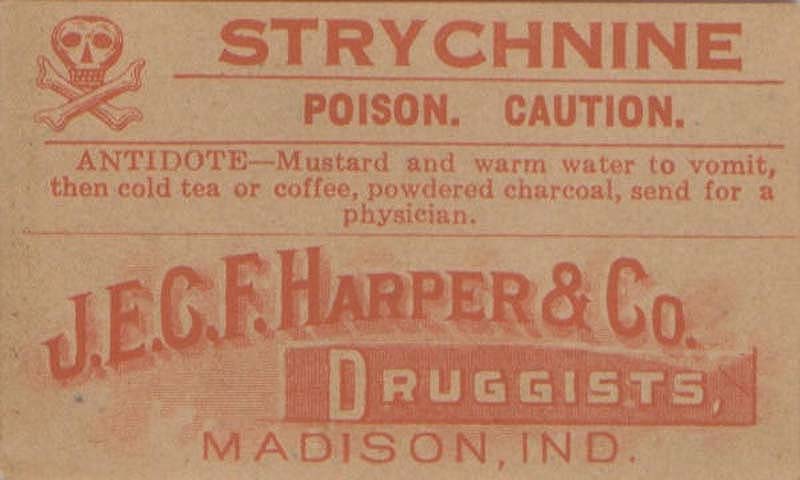 STRYCHNINE
POISON. CAUTION.
ANTIDOTE—Mustard and warm water to vomit,
then cold tea or coffee, powdered charcoal, send for a
physician.
J.E.C.F. HARPER & Co.
DRUGGISTS,
MADISON, IND.